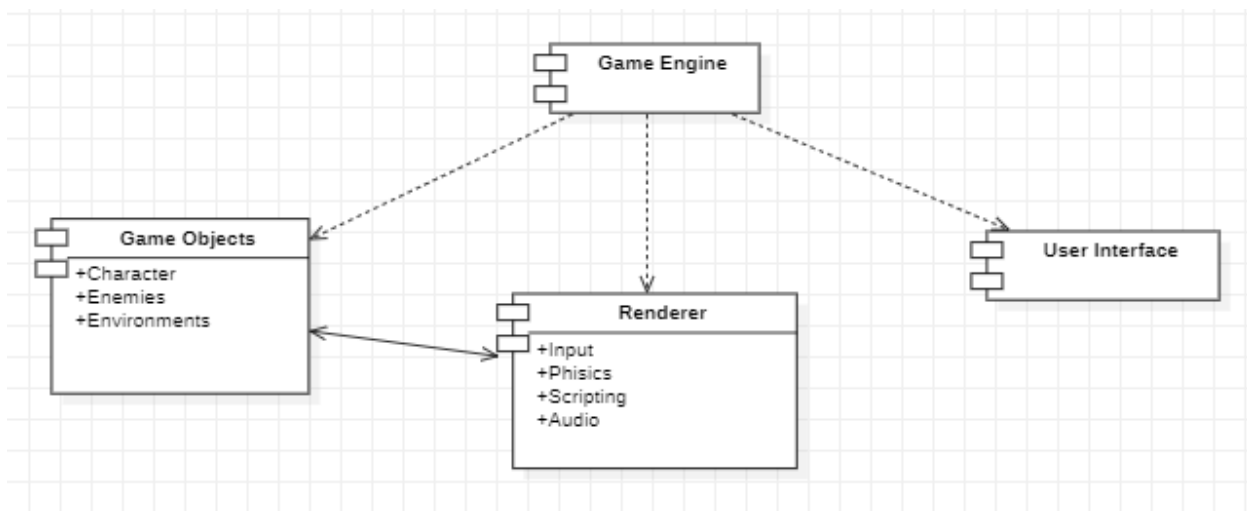 Game Engine
Game Objects
+Character
+Enemies
+Environments
User Interface
Renderer
+Input
+Phisics
+Scripting
+Audio